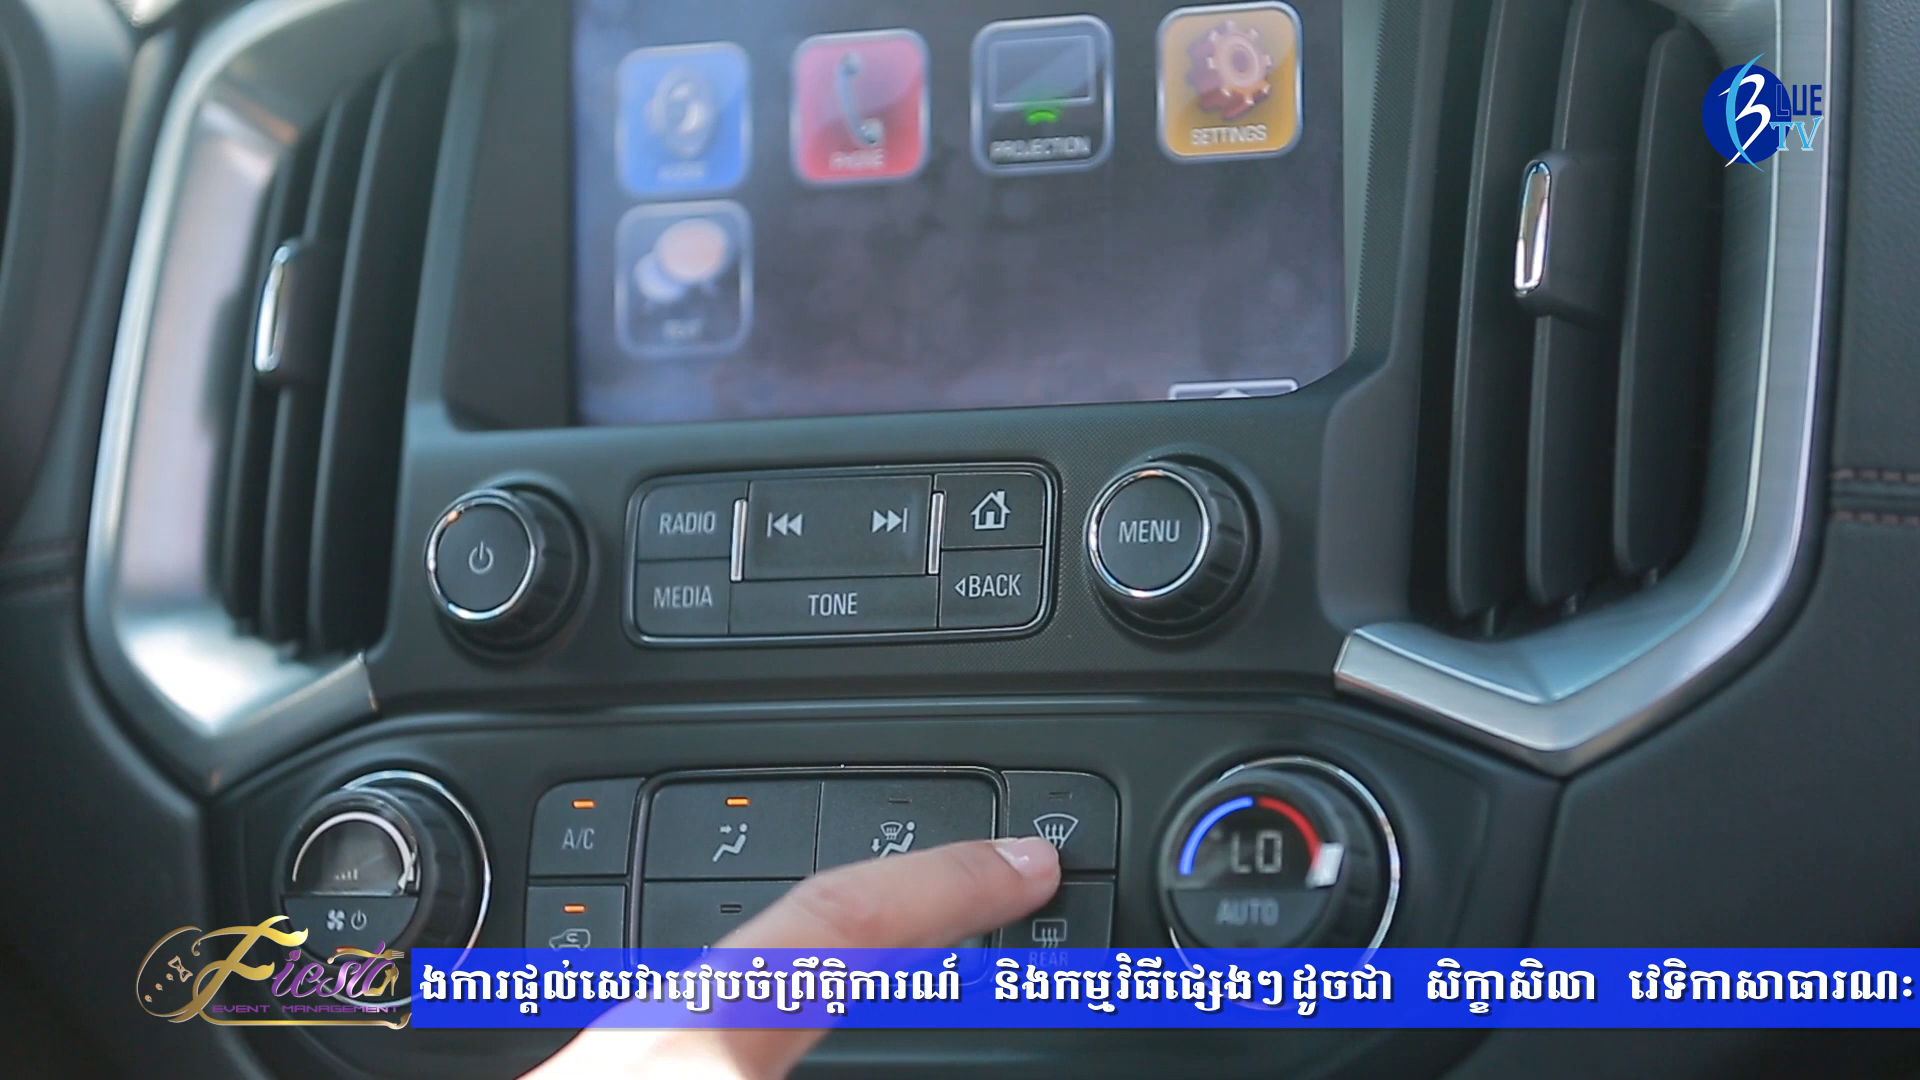 PHONE
PROJECTION
SETTINGS
BLUE
TV
RADIO
MENU
MEDIA
TONE
BACK
A/C
LO
AUTO
REAR
Fiesta
EVENT MANAGEMENT
ងការផ្តល់សេវារៀបចំព្រឹត្តិការណ៍ និងកម្មវិធីផ្សេងៗដូចជា សិក្ខាសិលា វេទិកាសាធារណៈ